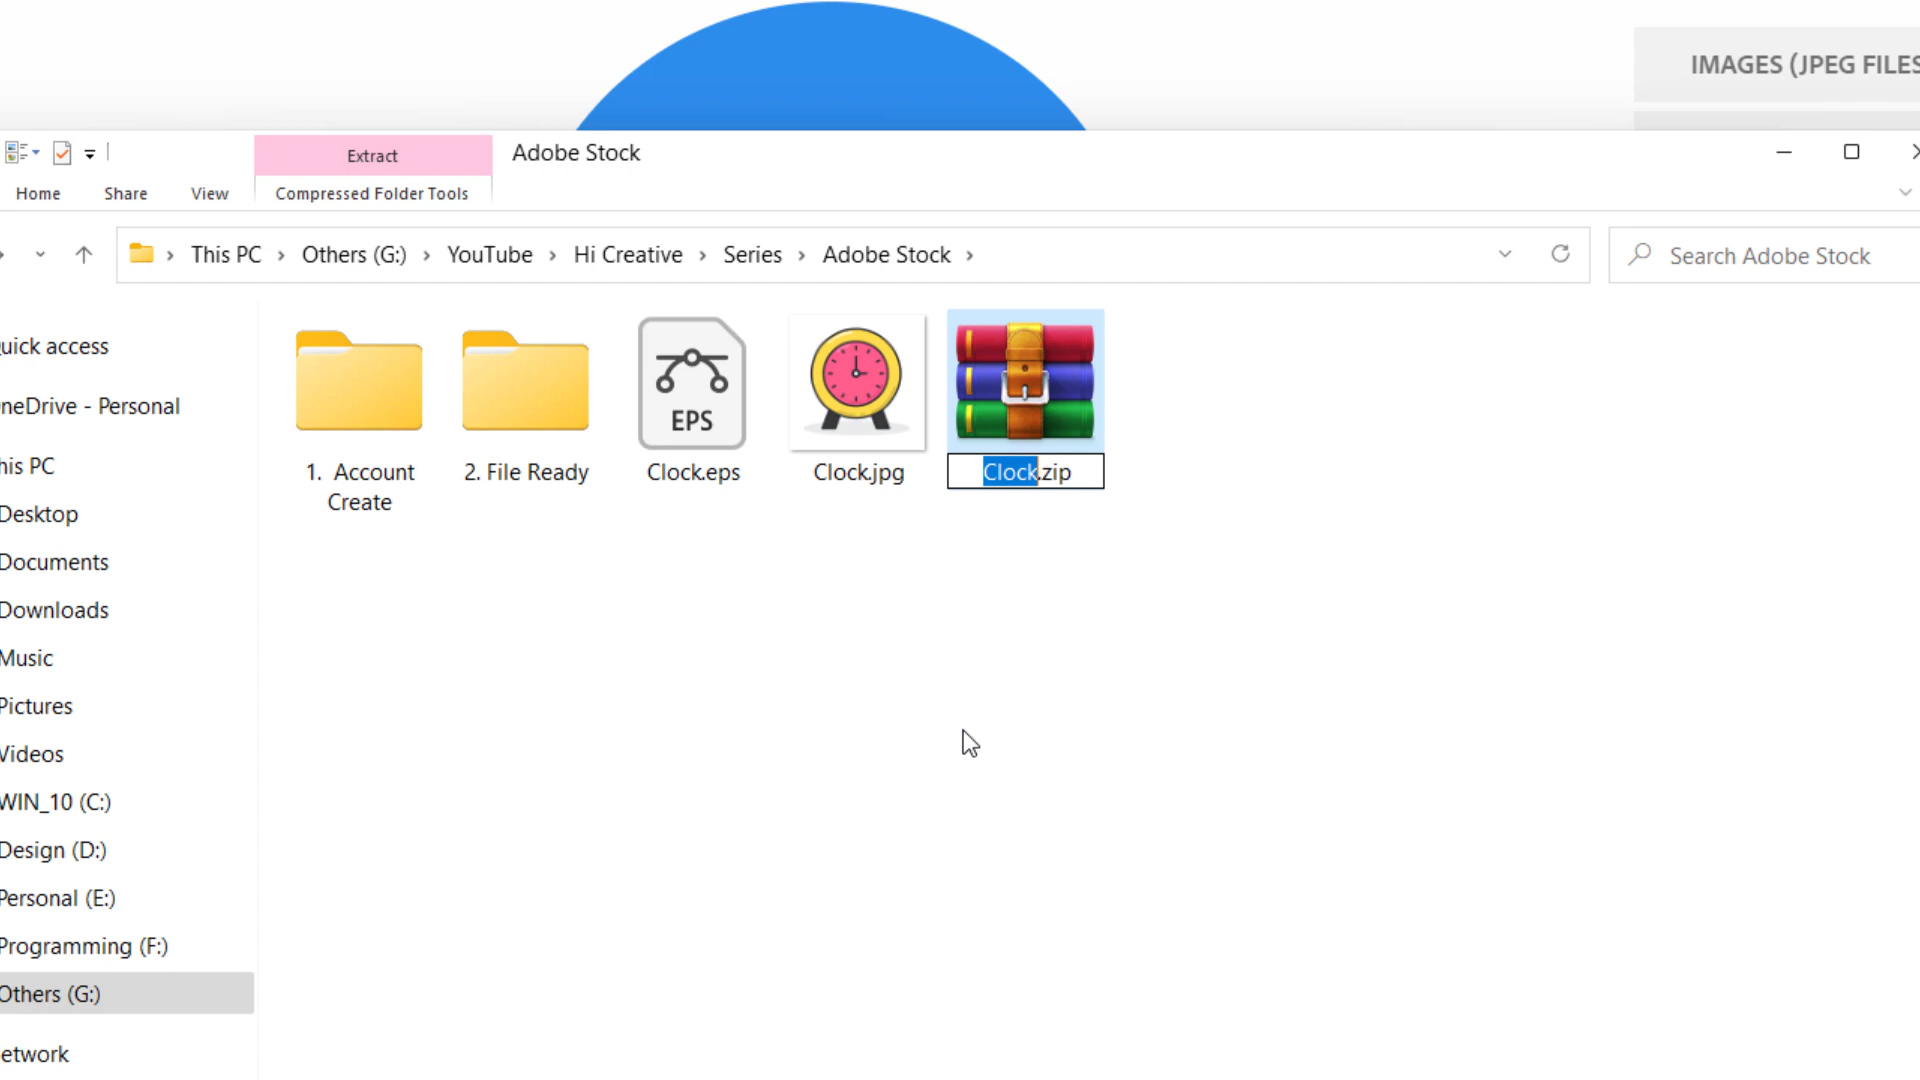 IMAGES (JPEG FILES
Extract
Adobe Stock
Home Share View Compressed Folder Tools
This PC Others (G:) YouTube Hi Creative Series Adobe Stock
Search Adobe Stock
uick access
neDrive - Personal
his PC
Desktop
Documents
Downloads
Music
Pictures
Videos
WIN_10 (C:)
Design (D:)
Personal (E:)
Programming (F:)
Others (G:)
etwork
EPS
1. Account
Create
2. File Ready
Clock.eps
Clock.jpg
Clock.zip